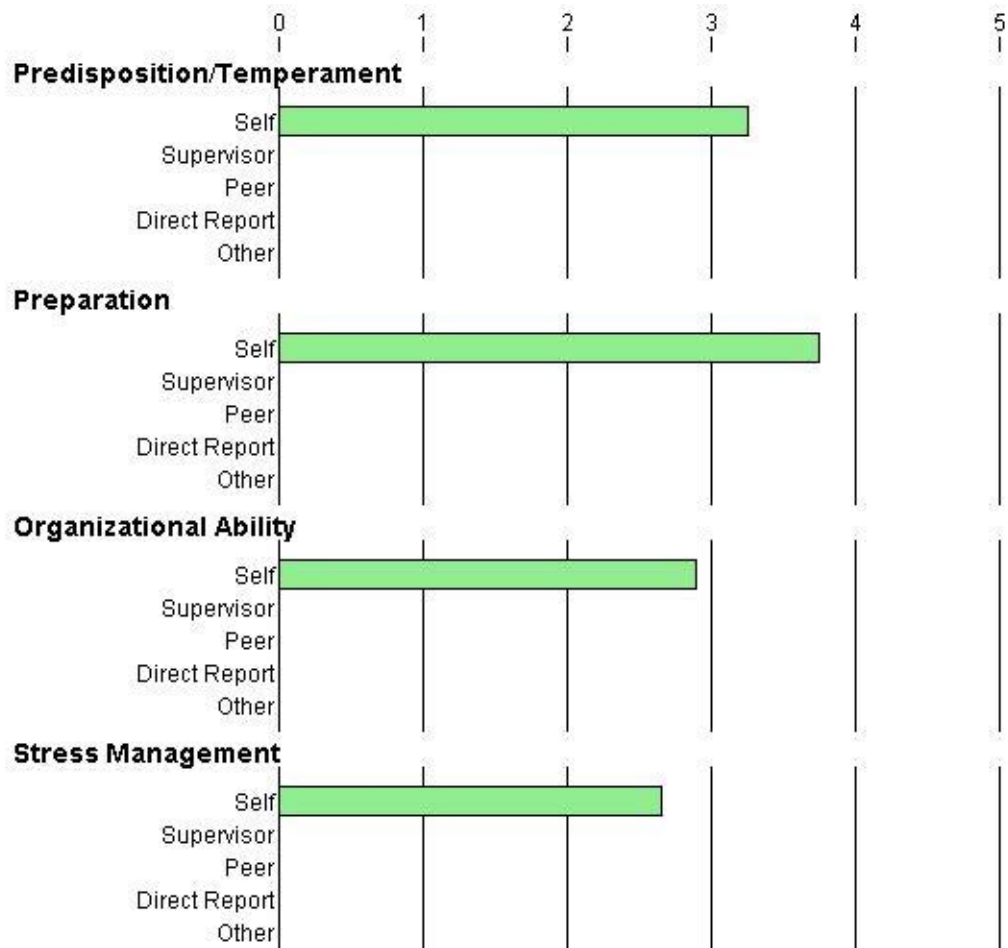 0 1 2 3 4 5
Predisposition/Temperament
Self
Supervisor
Peer
Direct Report
Other
Preparation
Self
Supervisor
Peer
Direct Report
Other
Organizational Ability
Self
Supervisor
Peer
Direct Report
Other
Stress Management
Self
Supervisor
Peer
Direct Report
Other